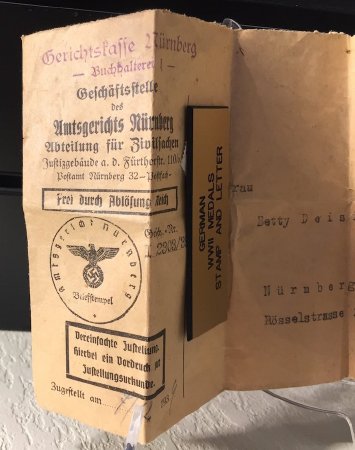 Gerichtskasse Nürnberg
— Buchhalterei I —
Geschäftsstelle
des
Amtsgerichts Nürnberg
Abteilung für Zivilsachen
Justizgebäude a. d. Fürtherstr. 110
Postamt Nürnberg 32
Frei durch Ablösung Reich
Gesch.-Nr.
Amtsgericht Nürnberg
Briefstempel
Vereinfachte Zustellung.
Hierbei ein Vordruck zur
Zustellungsurkunde.
Zugestellt am
GERMAN
WWII MEDALS
STAMP AND LETTER
Frau
Betty
Nürnberg
Rösselstrasse